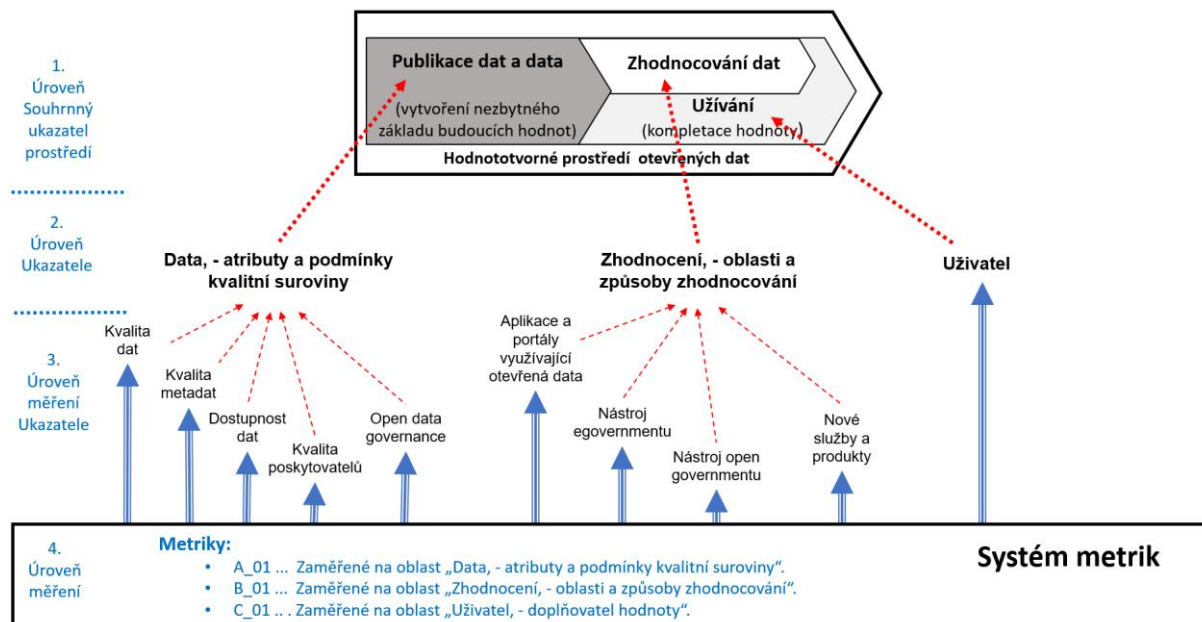 1.
Úroveň
Souhrnný
ukazatel
prostředí
Publikace dat a data
(vytvoření nezbytného
základu budoucích hodnot)
Zhodnocování dat
Užívání
(kompletace hodnoty)
Hodnototvorné prostředí otevřených dat
2.
Úroveň
Ukazatele
Data, - atributy a podmínky
kvalitní suroviny
Zhodnocení, - oblasti a
způsoby zhodnocování
Uživatel
3.
Úroveň
měření
Ukazatele
Kvalita
dat
Kvalita
metadat
Dostupnost
dat
Kvalita
poskytovatelů
Open data
governance
Aplikace a
portály
využívající
otevřená data
Nástroj
egovernmentu
Nástroj open
governmentu
Nové
služby a
produkty
4.
Úroveň
měření
Metriky:
• A_01 ... Zaměřené na oblast „Data, - atributy a podmínky kvalitní suroviny“.
• B_01 ... Zaměřené na oblast „Zhodnocení, - oblasti a způsoby zhodnocování“.
• C_01 .. . Zaměřené na oblast „Uživatel, - doplňovatel hodnoty“.
Systém metrik